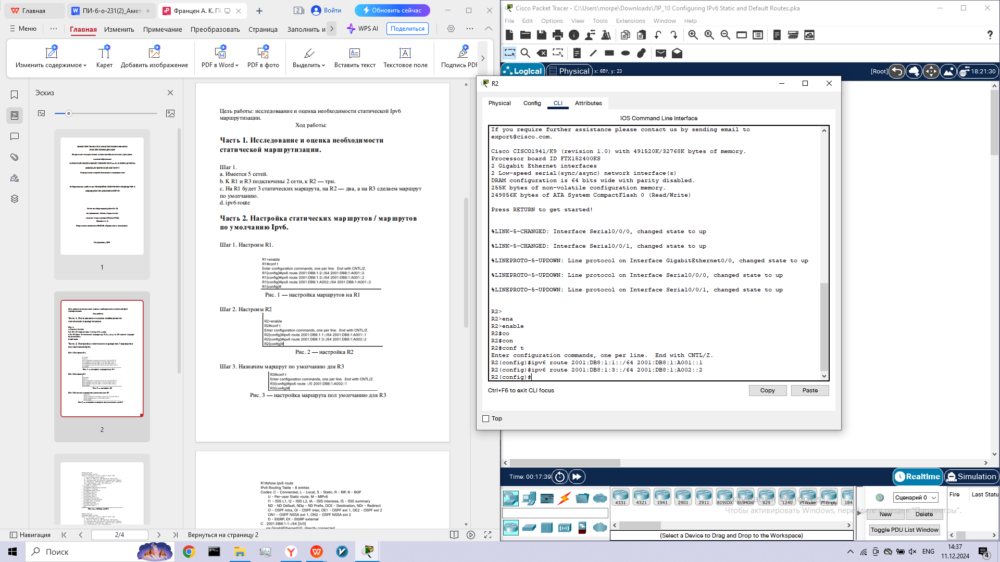 Главная
ПИ-6-о-231(2)_Амет
Францен А. К. П
Войти
Обновить сейчас
Меню
Главная
Изменить
Примечание
Преобразовать
Страница
Заполнить и
WPS AI
Поделиться
Изменить содержимое
Карет
Добавить изображение
PDF в Word
PDF в фото
Выделить
Вставить текст
Текстовое поле
Подпись PDF
Эскиз
1
2
Цель работы: исследоваание и оценка необходимости статической Ipv6
маршрутизации.
Ход работы:
Часть 1. Исследование и оценка необходимости
статической маршрутизации.
Шаг 1.
a. Имеется 5 сетей.
b. К R1 и R3 подключены 2 сети, к R2 — три.
c. На R1 будет 3 статических маршрута, на R2 — два, а на R3 сделаем маршрут
по умолчанию.
d. ipv6 route
Часть 2. Настройка статических маршрутов / маршрутов
по умолчанию Ipv6.
Шаг 1. Настроим R1.
R1>enable
R1#conf t
Enter configuration commands, one per line.  End with CNTL/Z.
R1(config)#ipv6 route 2001:DB8:1:2::/64 2001:DB8:1:A001::2
R1(config)#ipv6 route 2001:DB8:1:3::/64 2001:DB8:1:A001::2
R1(config)#ipv6 route 2001:DB8:1:A002::/64 2001:DB8:1:A001::2
R1(config)#
Рис. 1 — настройка маршрутов на R1
Шаг 2. Настроим R2
R2>enable
R2#conf t
Enter configuration commands, one per line.  End with CNTL/Z.
R2(config)#ipv6 route 2001:DB8:1:1::/64 2001:DB8:1:A001::1
R2(config)#ipv6 route 2001:DB8:1:3::/64 2001:DB8:1:A002::2
R2(config)#
Рис. 2 — настройка R2
Шаг 3. Назначим маршрут по умолчанию для R3
R3#conf t
Enter configuration commands, one per line.  End with CNTL/Z.
R3(config)#ipv6 route ::/0 2001:DB8:1:A002::1
R3(config)#
Рис. 3 — настройка маршрута пол умолчанию для R3
R1#show ipv6 route
IPv6 Routing Table - 8 entries
Codes: C - Connected, L - Local, S - Static, R - RIP, B - BGP
U - Per-user Static route, M - MIPv6
I1 - ISIS L1, I2 - ISIS L2, IA - ISIS interarea, IS - ISIS summary
ND - ND Default, NDp - ND Prefix, DCE - Destination, NDr - Redirect
O - OSPF intra, OI - OSPF inter, OE1 - OSPF ext 1, OE2 - OSPF ext 2
ON1 - OSPF NSSA ext 1, ON2 - OSPF NSSA ext 2
D - EIGRP, EX - EIGRP external
C   2001:DB8:1:1::/64 [0/0]
via GigabitEthernet0/0, directly connected
Навигация
2/4
Вернуться на страницу 2
Cisco Packet Tracer - C:\Users\morpe\Downloads\ЛР_10 Configuring IPv6 Static and Default Routes.pka
File
Edit
Options
View
Tools
Extensions
Window
Help
Logical
Physical
x: 607, y: 23
[Root]
18:21:30
R2
Physical
Config
CLI
Attributes
IOS Command Line Interface
If you require further assistance please contact us by sending email to
export@cisco.com.
Cisco CISCO1941/K9 (revision 1.0) with 491520K/32768K bytes of memory.
Processor board ID FTX152400KS
2 Gigabit Ethernet interfaces
2 Low-speed serial(sync/async) network interface(s)
DRAM configuration is 64 bits wide with parity disabled.
255K bytes of non-volatile configuration memory.
249856K bytes of ATA System CompactFlash 0 (Read/Write)
Press RETURN to get started!
%LINK-5-CHANGED: Interface Serial0/0/0, changed state to up
%LINK-5-CHANGED: Interface Serial0/0/1, changed state to up
%LINEPROTO-5-UPDOWN: Line protocol on Interface GigabitEthernet0/0, changed state to up
%LINEPROTO-5-UPDOWN: Line protocol on Interface Serial0/0/0, changed state to up
%LINEPROTO-5-UPDOWN: Line protocol on Interface Serial0/0/1, changed state to up
R2>
R2>ena
R2>enable
R2#co
R2#con
R2#conf t
Enter configuration commands, one per line.  End with CNTL/Z.
R2(config)#ipv6 route 2001:DB8:1:1::/64 2001:DB8:1:A001::1
R2(config)#ipv6 route 2001:DB8:1:3::/64 2001:DB8:1:A002::2
R2(config)#
Ctrl+F6 to exit CLI focus
Copy
Paste
Top
Time: 00:17:39
Realtime
Simulation
4331
4321
1941
2901
2911
819IOX
819HGW
829
1240
PT-Router
PT-Empty
184
(Select a Device to Drag and Drop to the Workspace)
Сценарий 0
New
Delete
Toggle PDU List Window
Fire
Last Statu
Чтобы активировать Windows, перейдите в раздел "Параметры".
Поиск
ENG
14:37
11.12.2024
4